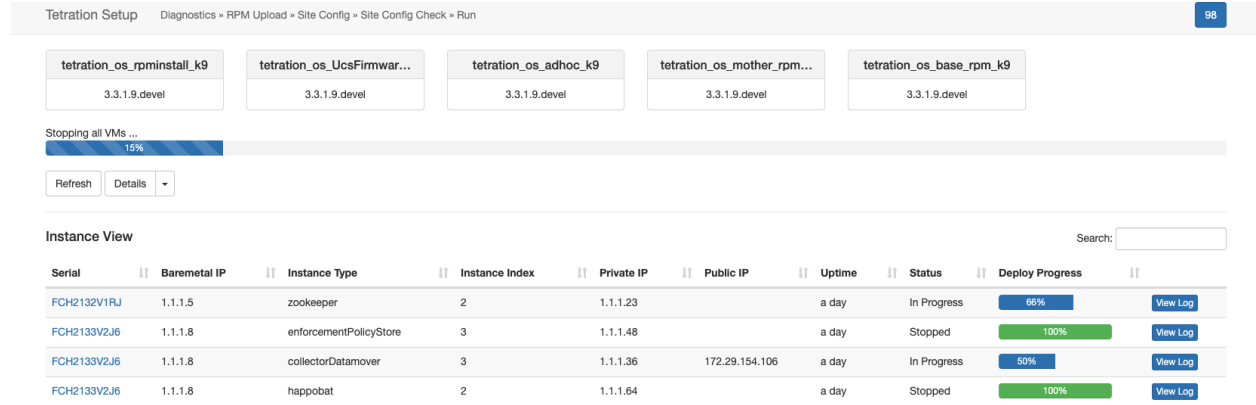 Tetration Setup Diagnostics » RPM Upload » Site Config » Site Config Check » Run 98
tetration_os_rpminstall_k9 tetration_os_UcsFirmwar... tetration_os_adhoc_k9 tetration_os_mother_rpm... tetration_os_base_rpm_k9
3.3.1.9.devel 3.3.1.9.devel 3.3.1.9.devel 3.3.1.9.devel 3.3.1.9.devel
Stopping all VMs ...
15%
Refresh Details
Instance View Search:
Serial Baremetal IP Instance Type Instance Index Private IP Public IP Uptime Status Deploy Progress
FCH2132V1RJ 1.1.1.5 zookeeper 2 1.1.1.23 a day In Progress 66% View Log
FCH2133V2J6 1.1.1.8 enforcementPolicyStore 3 1.1.1.48 a day Stopped 100% View Log
FCH2133V2J6 1.1.1.8 collectorDatamover 3 1.1.1.36 172.29.154.106 a day In Progress 50% View Log
FCH2133V2J6 1.1.1.8 happobat 2 1.1.1.64 a day Stopped 100% View Log